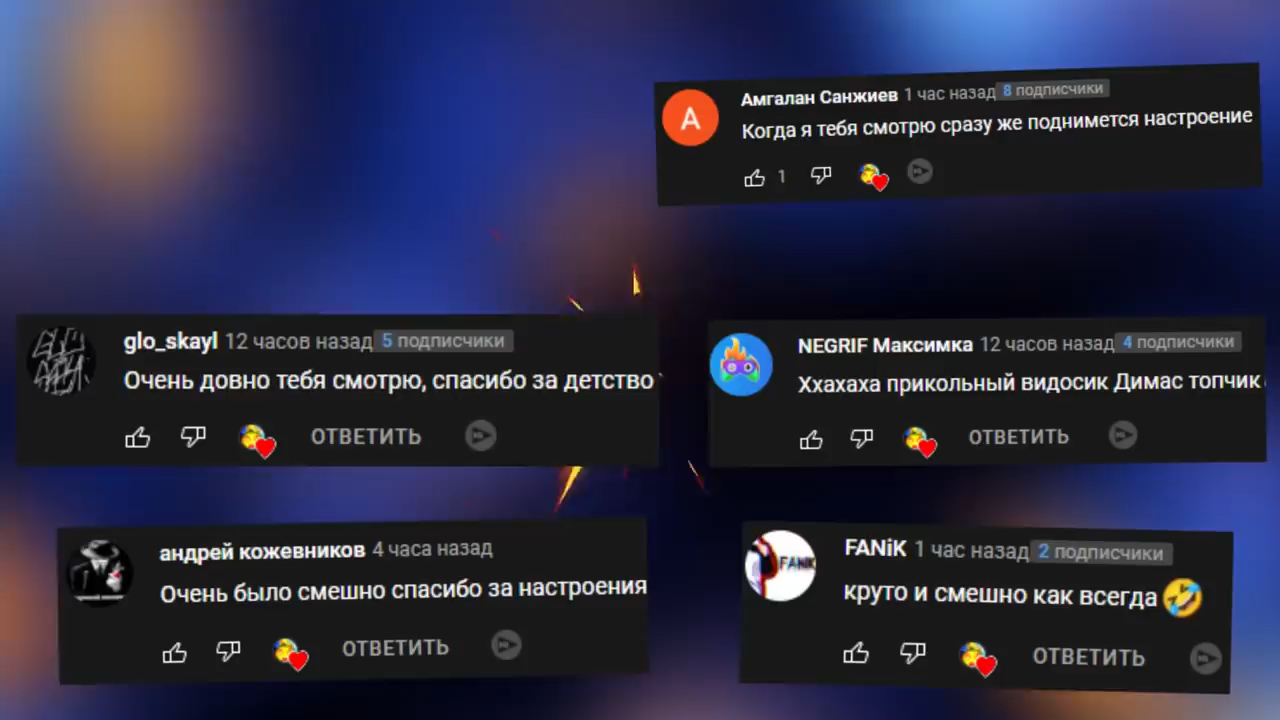 Амгалан Санжиев 1 час назад 8 подписчики
А
Когда я тебя смотрю сразу же поднимется настроение
1
glo_skayl 12 часов назад 5 подписчики
Очень довно тебя смотрю, спасибо за детство
ОТВЕТИТЬ
NEGRIF Максимка 12 часов назад 4 подписчики
Ххахаха прикольный видосик Димас топчик
ОТВЕТИТЬ
андрей кожевников 4 часа назад
Очень было смешно спасибо за настроения
ОТВЕТИТЬ
FANiK 1 час назад 2 подписчики
FANIK
круто и смешно как всегда 🤣
ОТВЕТИТЬ